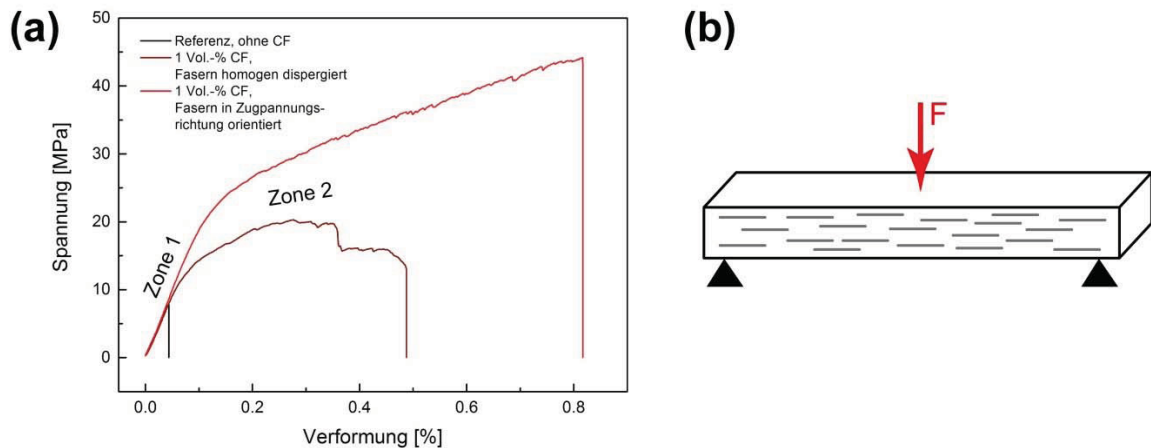 (a)
50
40
30
20
10
0
Spannung [MPa]
Referenz, ohne CF
1 Vol.-% CF,
Fasern homogen dispergiert
1 Vol.-% CF,
Fasern in Zugpannungs-
richtung orientiert
Zone 1
Zone 2
0.0 0.2 0.4 0.6 0.8
Verformung [%]
(b)
F